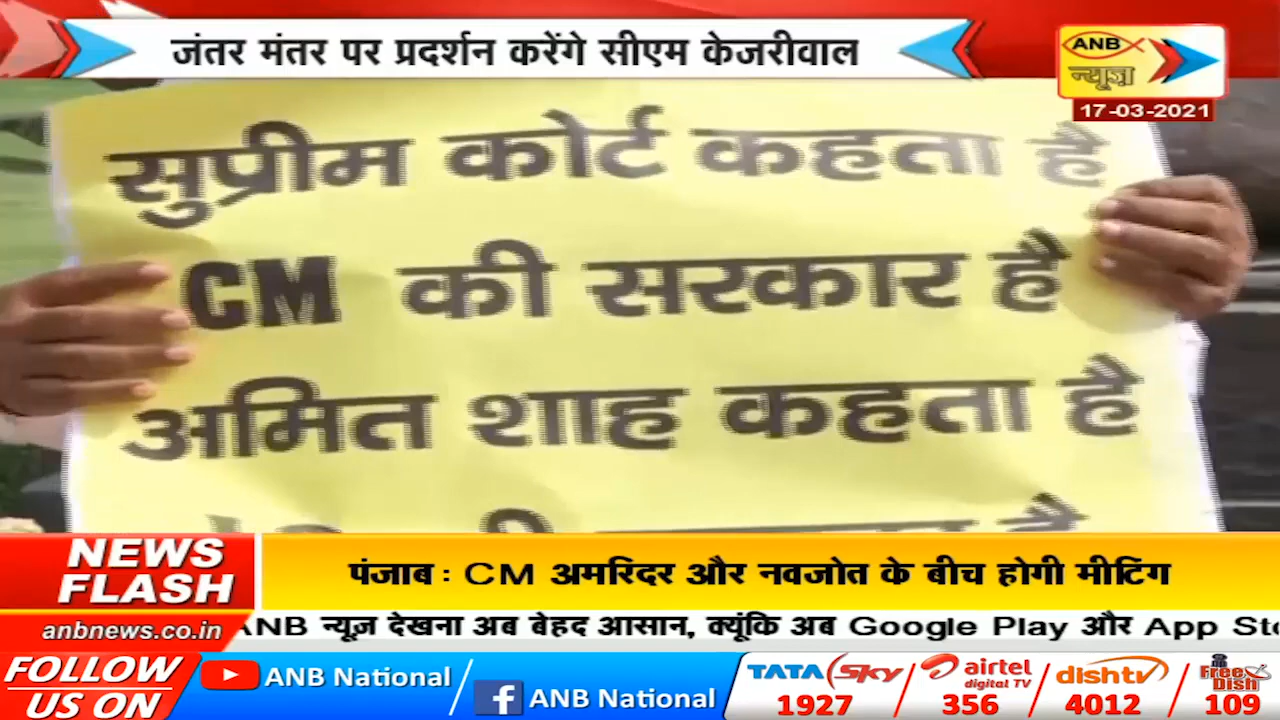 जंतर मंतर पर प्रदर्शन करेंगे सीएम केजरीवाल
ANB
न्यूज़
17-03-2021
सुप्रीम कोर्ट कहता है
CM की सरकार है
अमित शाह कहता है
NEWS FLASH
पंजाब: CM अमरिंदर और नवजोत के बीच होगी मीटिंग
anbnews.co.in
ANB न्यूज़ देखना अब बेहद आसान, क्यूंकि अब Google Play और App Sto
FOLLOW US ON
ANB National
ANB National
TATA Sky 1927
airtel digital TV 356
dishtv 4012
Free Dish 109